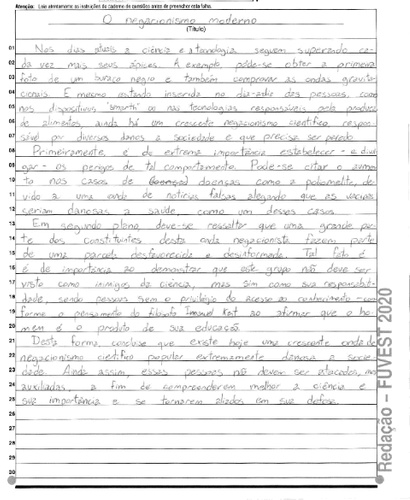 Atenção: Leia atentamente as instruções do caderno de questões antes de preencher esta folha.
O negacionismo moderno
(Título)
01 Nos dias atuais a ciência e a tecnologia seguem superando ca-
02 da vez mais seus ápices. A exemplo, pôde-se obter a primeira
03 foto de um buraco negro e também comprovar as ondas gravita-
04 cionais. E mesmo estando inserida no dia-a-dia das pessoas, como
05 nos dispositivos "smarth" ou nas tecnologias responsáveis pela produção
06 de alimentos ainda há um crescente negacionismo científico respon-
07 sável por diversos danos a sociedade e que precisa ser
08 Primeiramente, é de extrema importância estabelecer - e divul-
09 gar - os perigos de tal comportamento. Pode-se citar o aumen-
10 to nos casos de doenças como a poliomelite, de-
11 vido a uma onda de notícias falsas alegando que as vacinas
12 seriam danosas a saúde, como um desses casos.
13 Em segundo plano, deve-se ressaltar que uma grande par-
14 te dos constituintes desta onda negacionista fazem parte
15 de uma parcela desfavorecida e desinformada. Tal fato é
16 é de importância ao demonstrar que este grupo não deve ser
17 visto como inimigos da ciência, mas sim como sua responsabili-
18 dade, sendo pessoas sem o privilégio do acesso ao conhecimento - con-
19 forme o pensamento do filósofo Imanuel Kant ao afirmar que o ho-
20 mem é o produto de sua educação.
21 Desta forma, conclue que existe hoje uma crescente onda de
22 negacionismo científico popular extremamente danosa a socie-
23 dade. Ainda assim, essas pessoas não devem ser atacadas, mas
24 auxiliadas, a fim de compreenderem melhor a ciência e
25 sua importância e se tornarem aliados em sua defesa.
26
27
28
29
30
Redação - FUVEST 2020